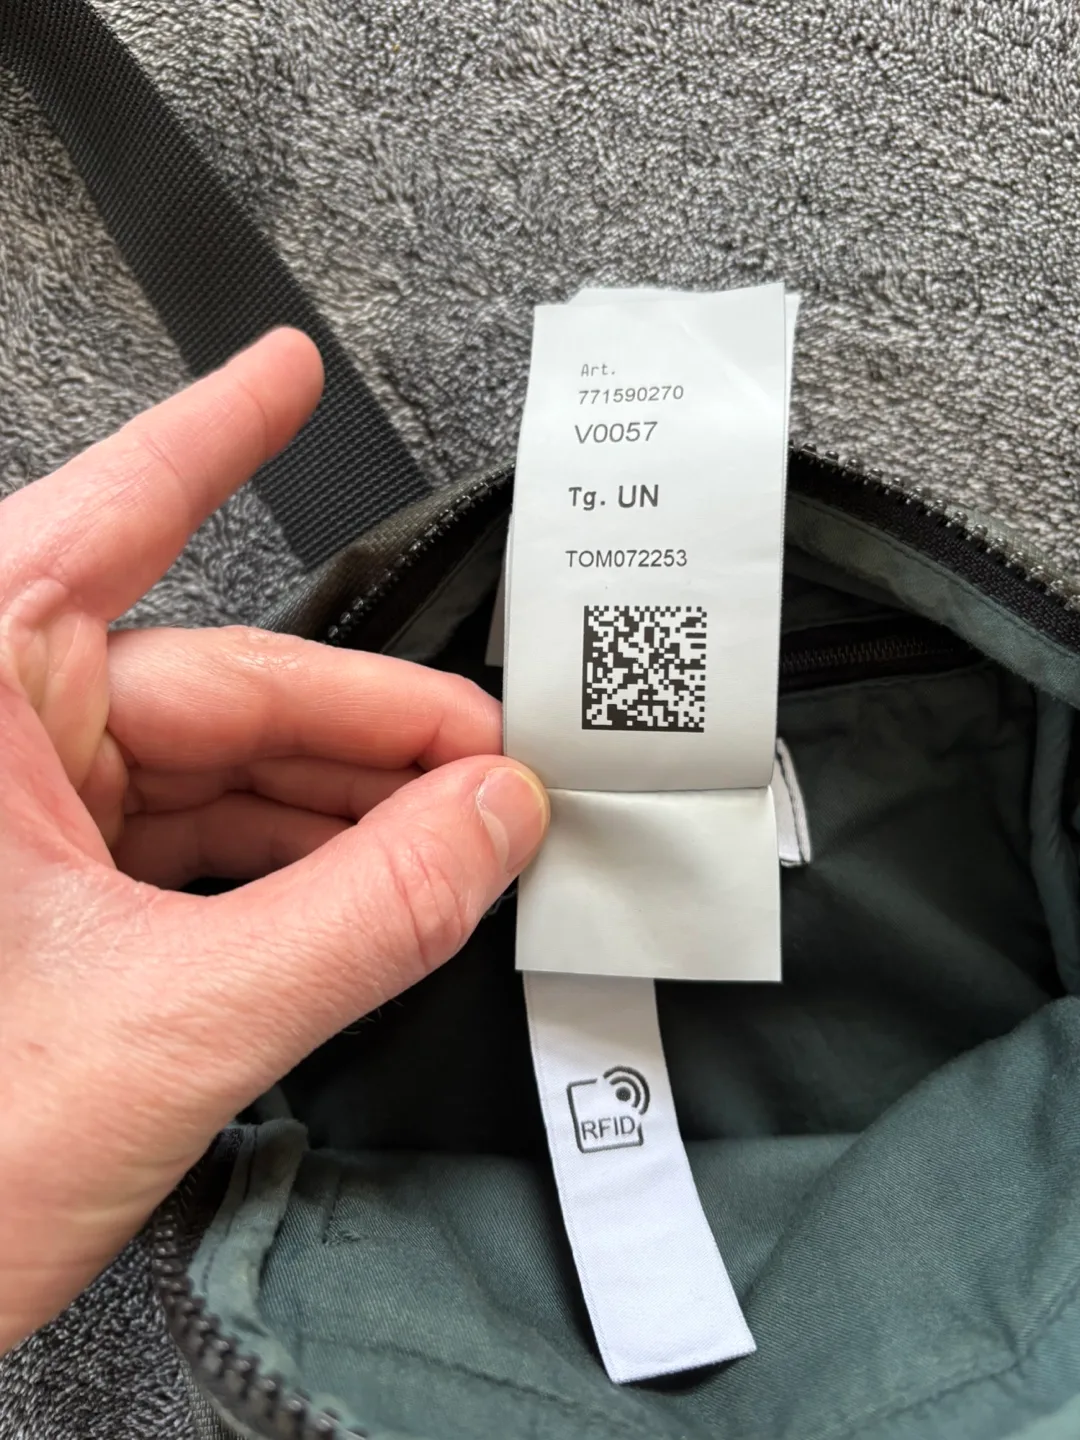 Art.
771590270
V0057
Tg. UN
TOM072253
RFID